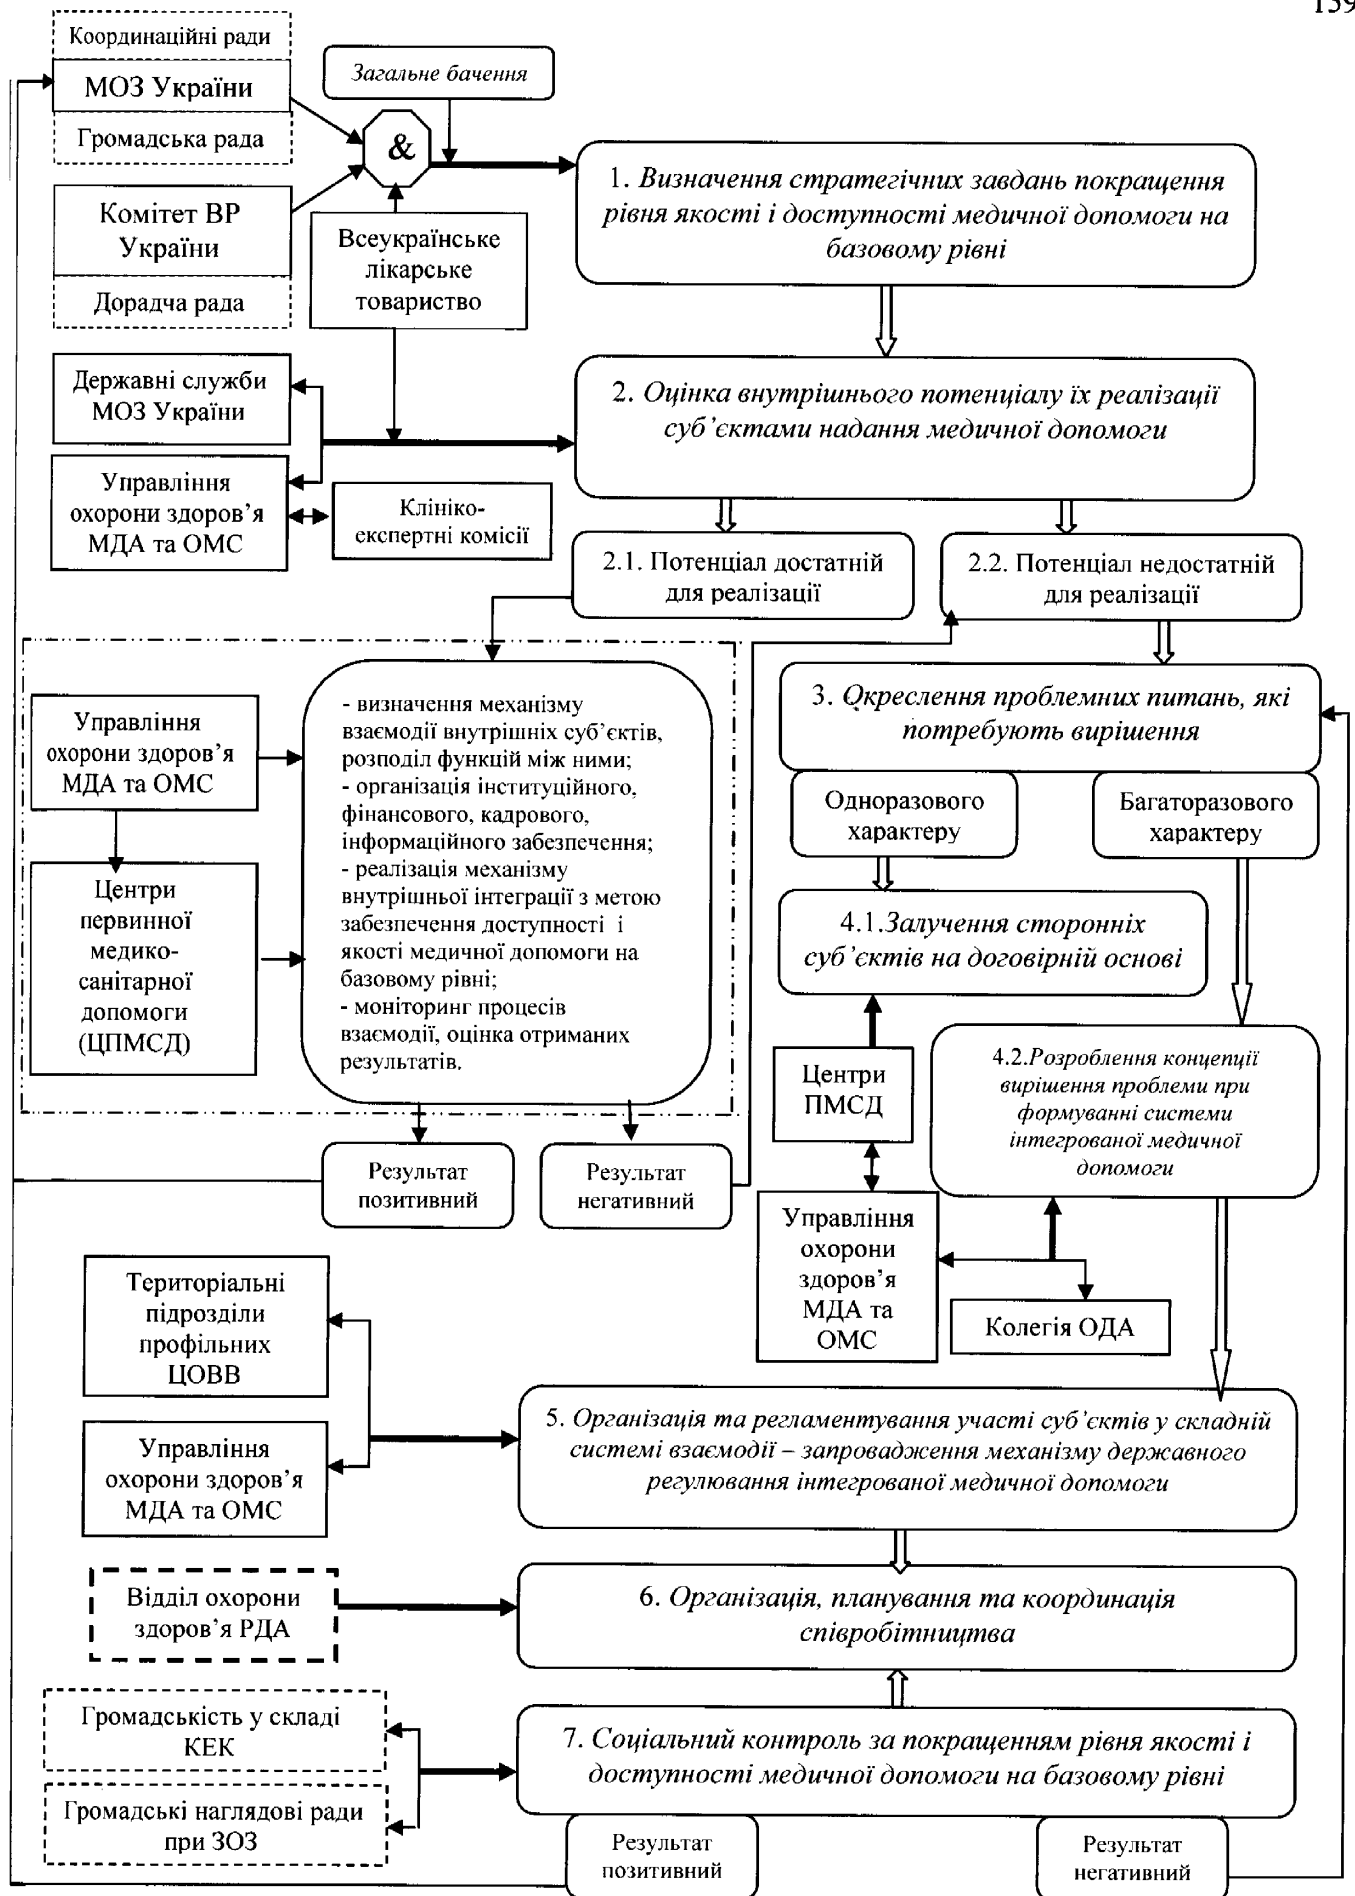 159
Координаційні ради
МОЗ України
Громадська рада
Загальне бачення
&
Комітет ВР
України
Дорадча рада
Всеукраїнське
лікарське
товариство
1. Визначення стратегічних завдань покращення
рівня якості і доступності медичної допомоги на
базовому рівні
Державні служби
МОЗ України
2. Оцінка внутрішнього потенціалу їх реалізації
суб’єктами надання медичної допомоги
Управління
охорони здоров’я
МДА та ОМС
Клініко-
експертні комісії
2.1. Потенціал достатній
для реалізації
2.2. Потенціал недостатній
для реалізації
Управління
охорони здоров’я
МДА та ОМС
Центри
первинної
медико-
санітарної
допомоги
(ЦПМСД)
- визначення механізму
взаємодії внутрішніх суб’єктів,
розподіл функцій між ними;
- організація інституційного,
фінансового, кадрового,
інформаційного забезпечення;
- реалізація механізму
внутрішньої інтеграції з метою
забезпечення доступності і
якості медичної допомоги на
базовому рівні;
- моніторинг процесів
взаємодії, оцінка отриманих
результатів.
3. Окреслення проблемних питань, які
потребують вирішення
Одноразового
характеру
Багаторазового
характеру
4.1.Залучення сторонніх
суб’єктів на договірній основі
Центри
ПМСД
4.2.Розроблення концепції
вирішення проблеми при
формуванні системи
інтегрованої медичної
допомоги
Результат
позитивний
Результат
негативний
Управління
охорони
здоров’я
МДА та
ОМС
Колегія ОДА
Територіальні
підрозділи
профільних
ЦОВВ
Управління
охорони здоров’я
МДА та ОМС
5. Організація та регламентування участі суб’єктів у складній
системі взаємодії – запровадження механізму державного
регулювання інтегрованої медичної допомоги
Відділ охорони
здоров’я РДА
6. Організація, планування та координація
співробітництва
Громадськість у складі
КЕК
Громадські наглядові ради
при ЗОЗ
7. Соціальний контроль за покращенням рівня якості і
доступності медичної допомоги на базовому рівні
Результат
позитивний
Результат
негативний